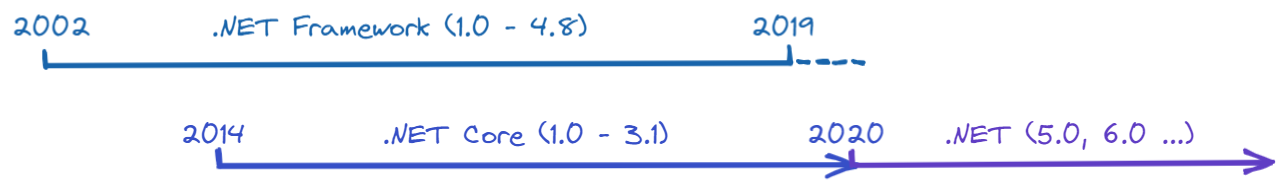 2002 .NET Framework (1.0 - 4.8) 2019
2014 .NET Core (1.0 - 3.1) 2020 .NET (5.0, 6.0 ...)